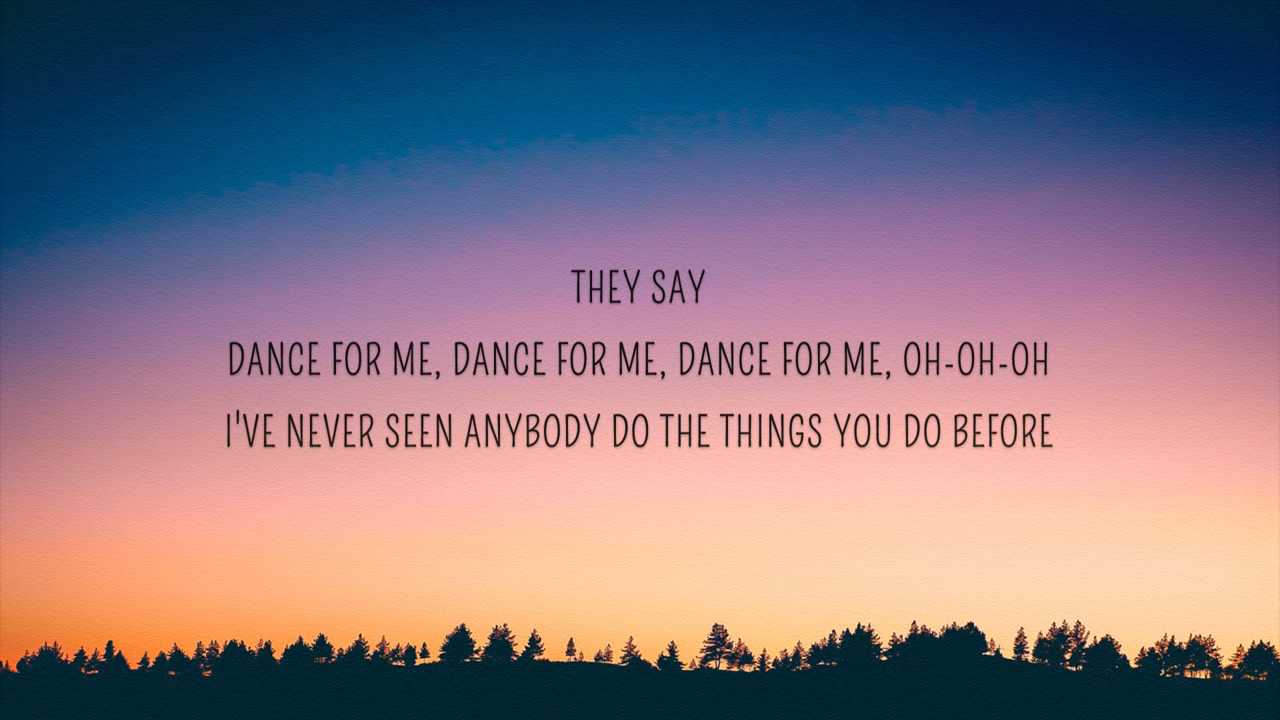 THEY SAY
DANCE FOR ME, DANCE FOR ME, DANCE FOR ME, OH-OH-OH
I'VE NEVER SEEN ANYBODY DO THE THINGS YOU DO BEFORE